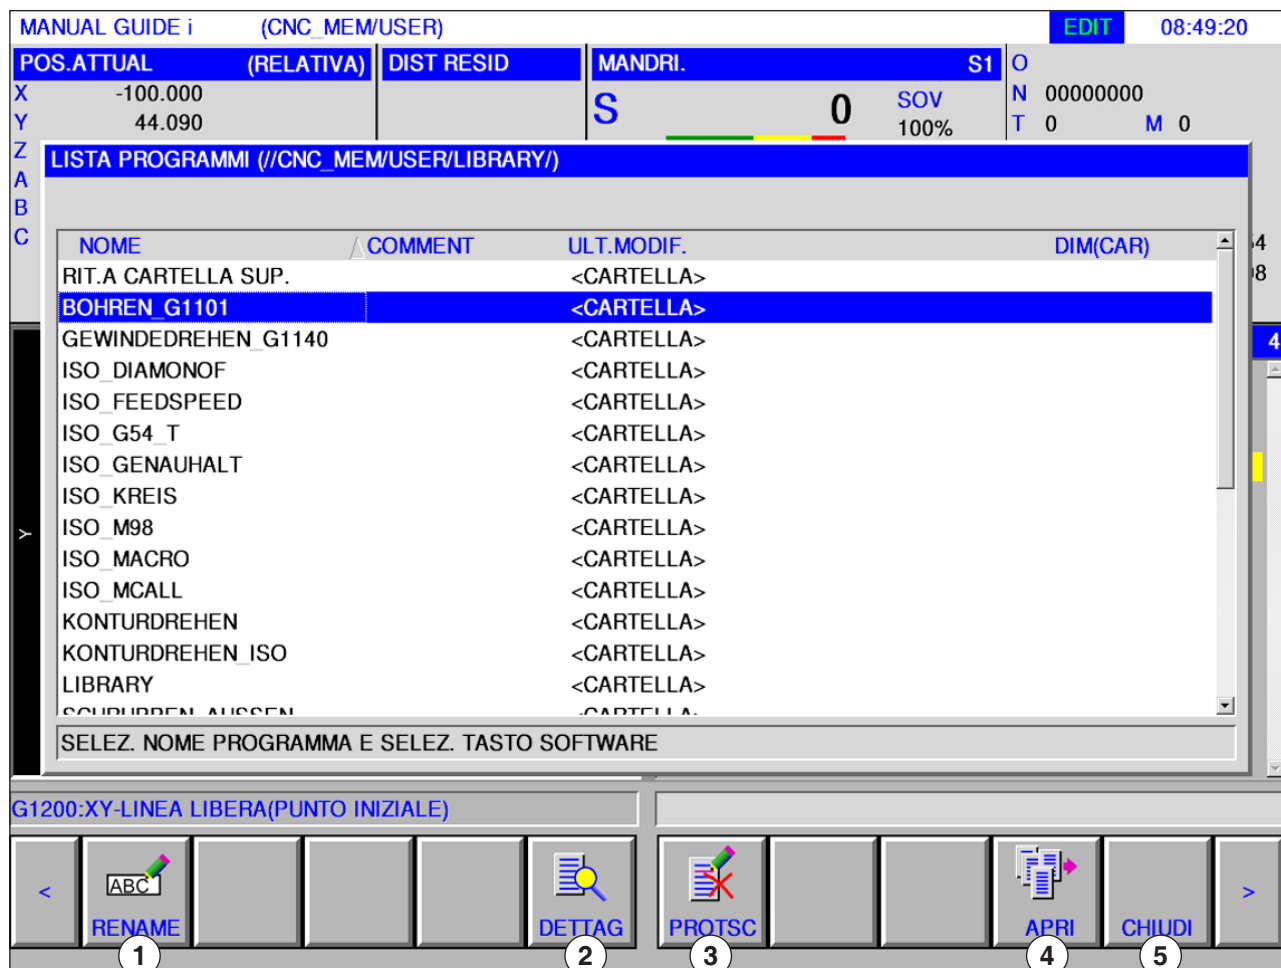 MANUAL GUIDE i (CNC_MEM/USER) EDIT 08:49:20
POS.ATTUAL (RELATIVA) DIST RESID MANDRI. S1 O
X -100.000 S 0 SOV N 00000000
Y 44.090 100% T 0 M 0
Z
A
B
C
LISTA PROGRAMMI (//CNC_MEM/USER/LIBRARY/)
NOME COMMENT ULT.MODIF. DIM(CAR)
RIT.A CARTELLA SUP. <CARTELLA>
BOHREN_G1101 <CARTELLA>
GEWINDEDREHEN_G1140 <CARTELLA>
ISO_DIAMONOF <CARTELLA>
ISO_FEEDSPEED <CARTELLA>
ISO_G54_T <CARTELLA>
ISO_GENAUHALT <CARTELLA>
ISO_KREIS <CARTELLA>
ISO_M98 <CARTELLA>
ISO_MACRO <CARTELLA>
ISO_MCALL <CARTELLA>
KONTURDREHEN <CARTELLA>
KONTURDREHEN_ISO <CARTELLA>
LIBRARY <CARTELLA>
4
8
4
Y
SELEZ. NOME PROGRAMMA E SELEZ. TASTO SOFTWARE
G1200:XY-LINEA LIBERA(PUNTO INIZIALE)
< ABC >
RENAME DETTAG PROTSC APRI CHIUDI
1 2 3 4 5